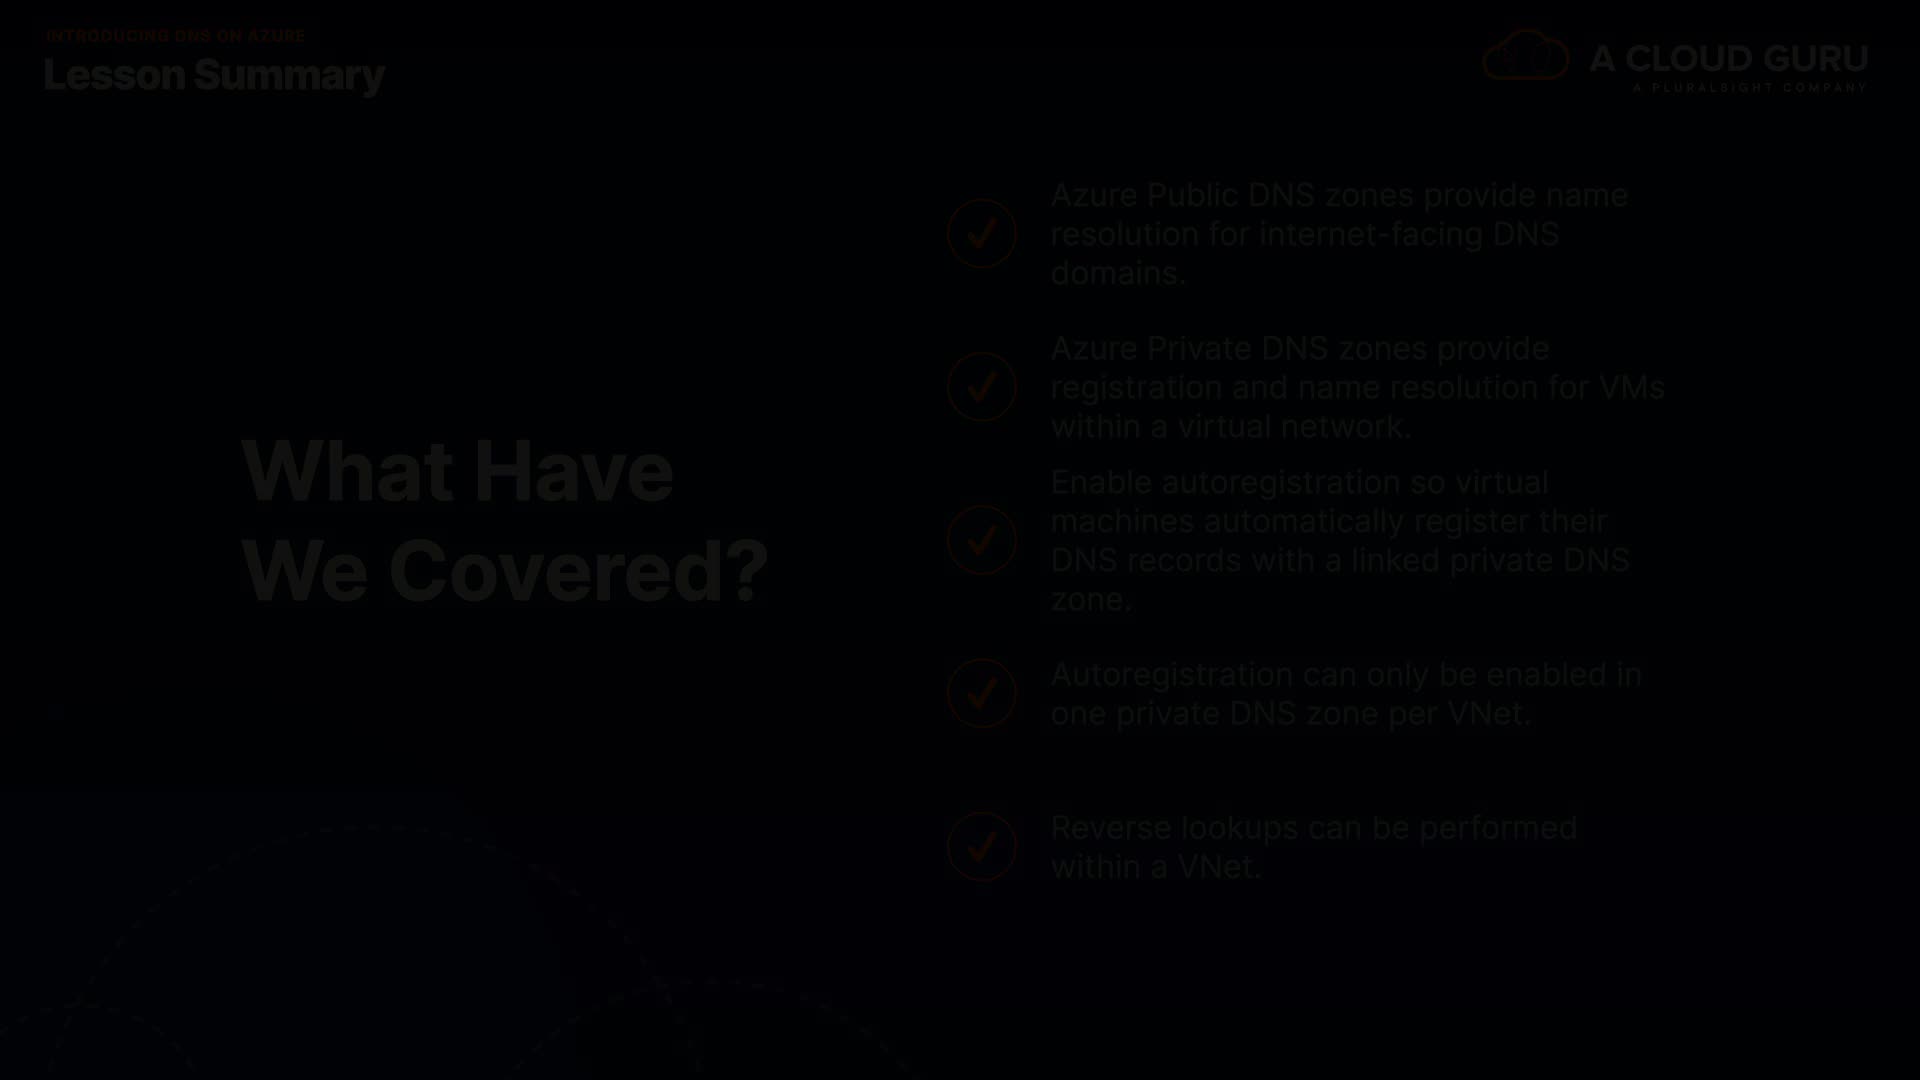 INTRODUCING DNS ON AZURE
Lesson Summary
A CLOUD GURU
A PLURALSIGHT COMPANY
What Have
We Covered?
Azure Public DNS zones provide name
resolution for internet-facing DNS
domains.
Azure Private DNS zones provide
registration and name resolution for VMs
within a virtual network.
Enable autoregistration so virtual
machines automatically register their
DNS records with a linked private DNS
zone.
Autoregistration can only be enabled in
one private DNS zone per VNet.
Reverse lookups can be performed
within a VNet.